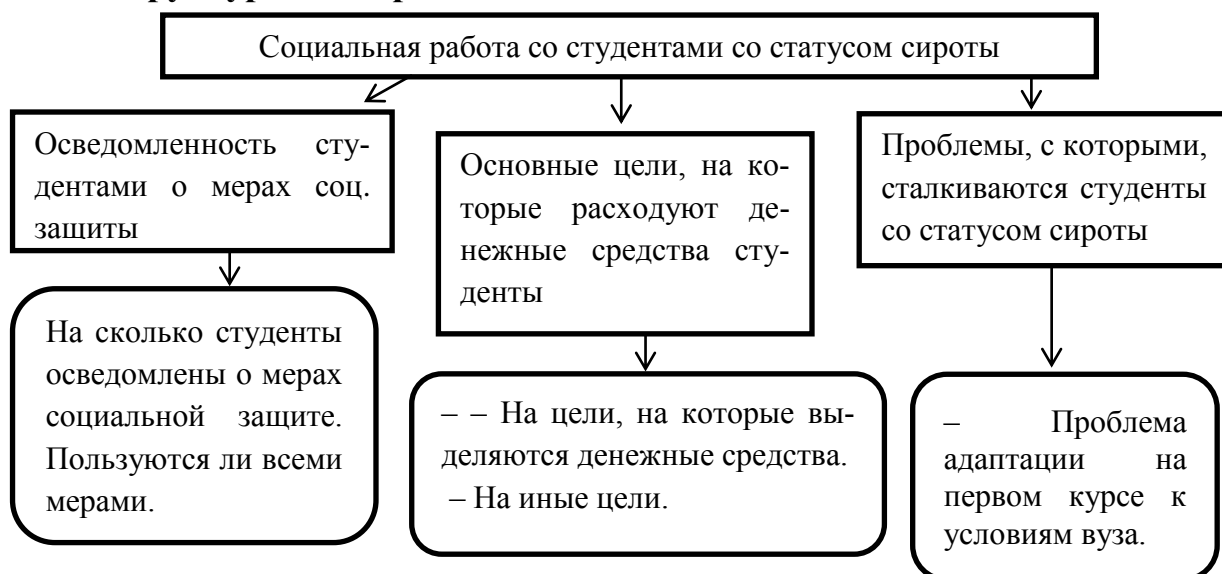 Социальная работа со студентами со статусом сироты
Осведомленность сту-
дентами о мерах соц.
защиты
Основные цели, на ко-
торые расходуют де-
нежные средства сту-
денты
Проблемы, с которыми,
сталкиваются студенты
со статусом сироты
На сколько студенты
осведомлены о мерах
социальной защите.
Пользуются ли всеми
мерами.
– – На цели, на которые вы-
деляются денежные средства.
– На иные цели.
– Проблема
адаптации на
первом курсе к
условиям вуза.